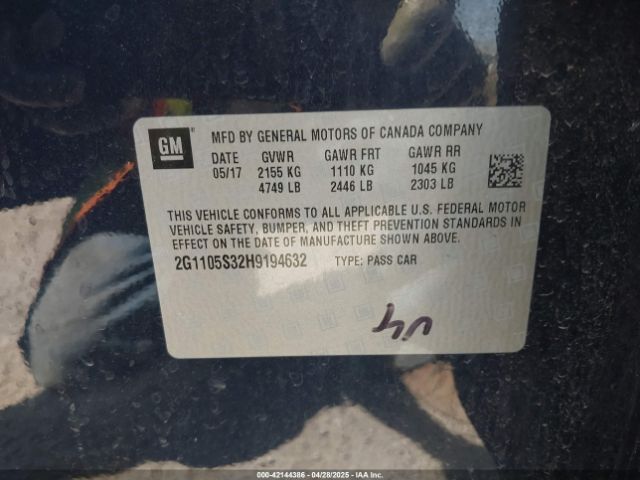 GM
MFD BY GENERAL MOTORS OF CANADA COMPANY
DATE GVWR GAWR FRT GAWR RR
05/17 2155 KG 1110 KG 1045 KG
4749 LB 2446 LB 2303 LB
THIS VEHICLE CONFORMS TO ALL APPLICABLE U.S. FEDERAL MOTOR
VEHICLE SAFETY, BUMPER, AND THEFT PREVENTION STANDARDS IN
EFFECT ON THE DATE OF MANUFACTURE SHOWN ABOVE.
2G1105S32H9194632 TYPE: PASS CAR
000-42144386 - 04/28/2025 - IAA Inc.